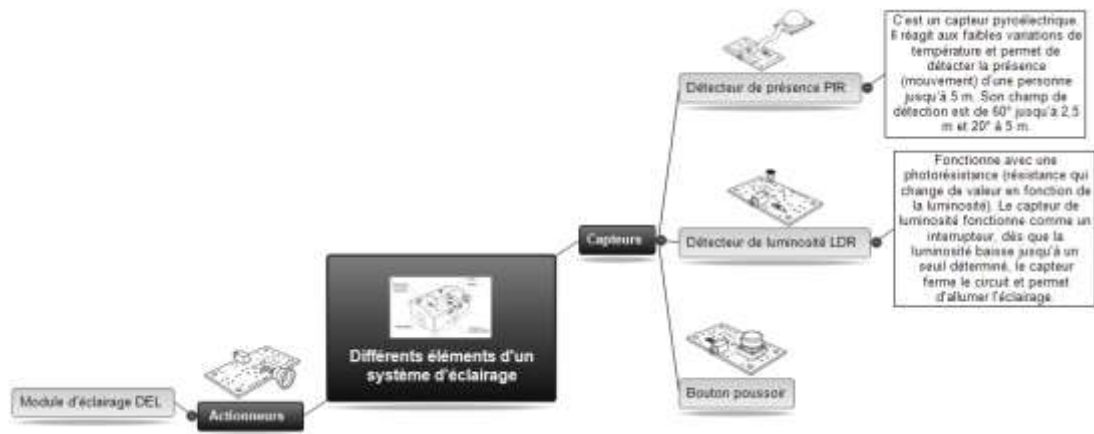 C'est un capteur pyroélectrique.
Il réagit aux faibles variations de
température et permet de
détecter la présence
(mouvement) d'une personne
jusqu'à 5 m. Son champ de
détection est de 60° jusqu'à 2,5
m et 20° à 5 m.
Détecteur de présence PIR
Fonctionne avec une
photorésistance (résistance qui
change de valeur en fonction de
la luminosité). Le capteur de
luminosité fonctionne comme un
interrupteur, dès que la
luminosité baisse jusqu'à un
seuil déterminé, le capteur
ferme le circuit et permet
d'allumer l'éclairage
Capteurs
Détecteur de luminosité LDR
Différents éléments d'un
système d'éclairage
Bouton poussoir
Module d'éclairage DEL
Actionneurs